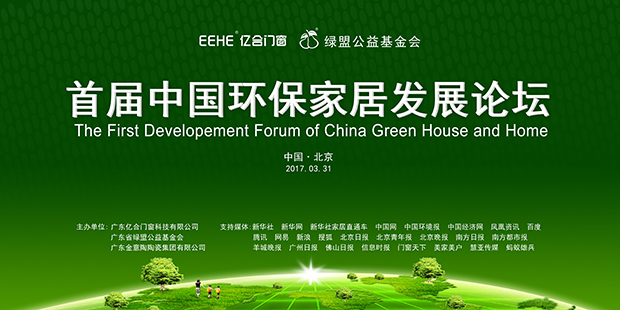 EEHE® 亿合门窗 绿盟公益基金会
首届中国环保家居发展论坛
The First Developement Forum of China Green House and Home
中国·北京
2017. 03. 31
主办单位: 广东亿合门窗科技有限公司 支持媒体: 新华社 新华网 新华社家居直通车 中国网 中国环境报 中国经济网 凤凰资讯 百度
广东省绿盟公益基金会 腾讯 网易 新浪 搜狐 北京日报 北京青年报 北京晚报 南方日报 南方都市报
广东金意陶陶瓷集团有限公司 羊城晚报 广州日报 佛山日报 信息时报 门窗天下 美家美户 慧亚传媒 蚂蚁雄兵